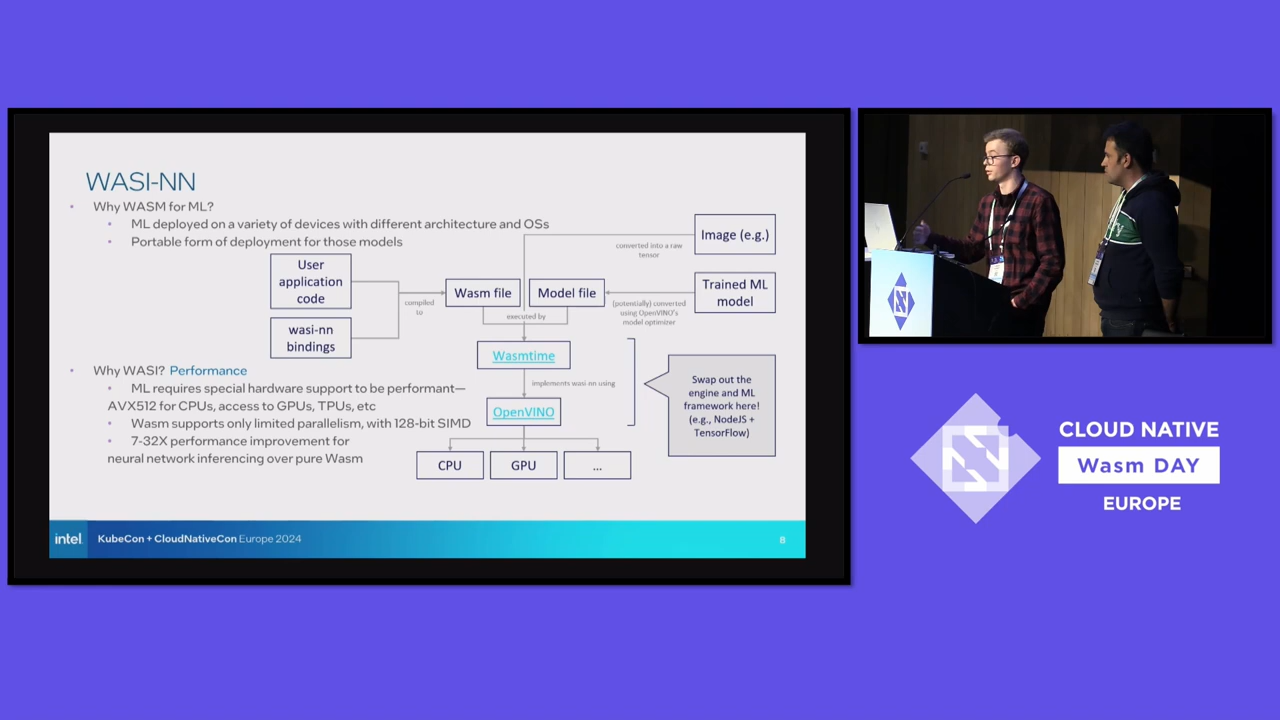 WASI-NN
• Why WASM for ML?
• ML deployed on a variety of devices with different architecture and OSs
• Portable form of deployment for those models
Image (e.g.)
converted into a raw
tensor
User
application
code
wasi-nn
bindings
compiled
to
Wasm file
Model file
Trained ML
model
(potentially) converted
using OpenVINO's
model optimizer
executed by
Wasmtime
implements wasi-nn using
OpenVINO
CPU
GPU
...
Swap out the
engine and ML
framework here!
(e.g., NodeJS +
TensorFlow)
• Why WASI? Performance
• ML requires special hardware support to be performant—
AVX512 for CPUs, access to GPUs, TPUs, etc
• Wasm supports only limited parallelism, with 128-bit SIMD
• 7-32X performance improvement for
neural network inferencing over pure Wasm
intel
KubeCon + CloudNativeCon Europe 2024
8
CLOUD NATIVE
Wasm DAY
EUROPE